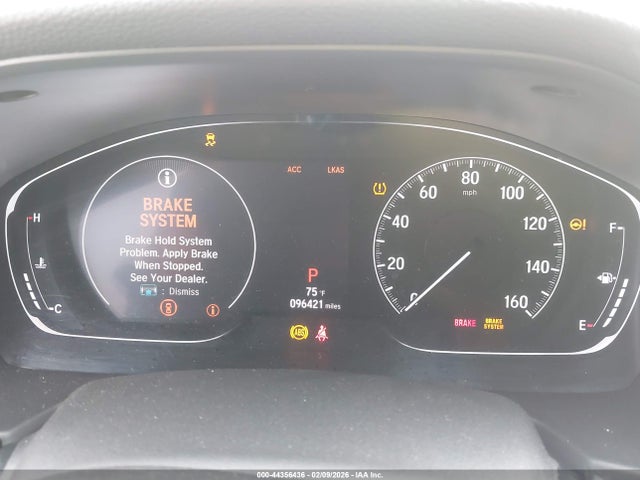 ACC LKAS
BRAKE
SYSTEM
Brake Hold System
Problem. Apply Brake
When Stopped.
See Your Dealer.
: Dismiss
H
C
P
75 °F
096421 miles
ABS
0
20
40
60
80
100
120
140
160
mph
BRAKE
BRAKE
SYSTEM
F
E
000-44356436 - 02/09/2026 - IAA Inc.